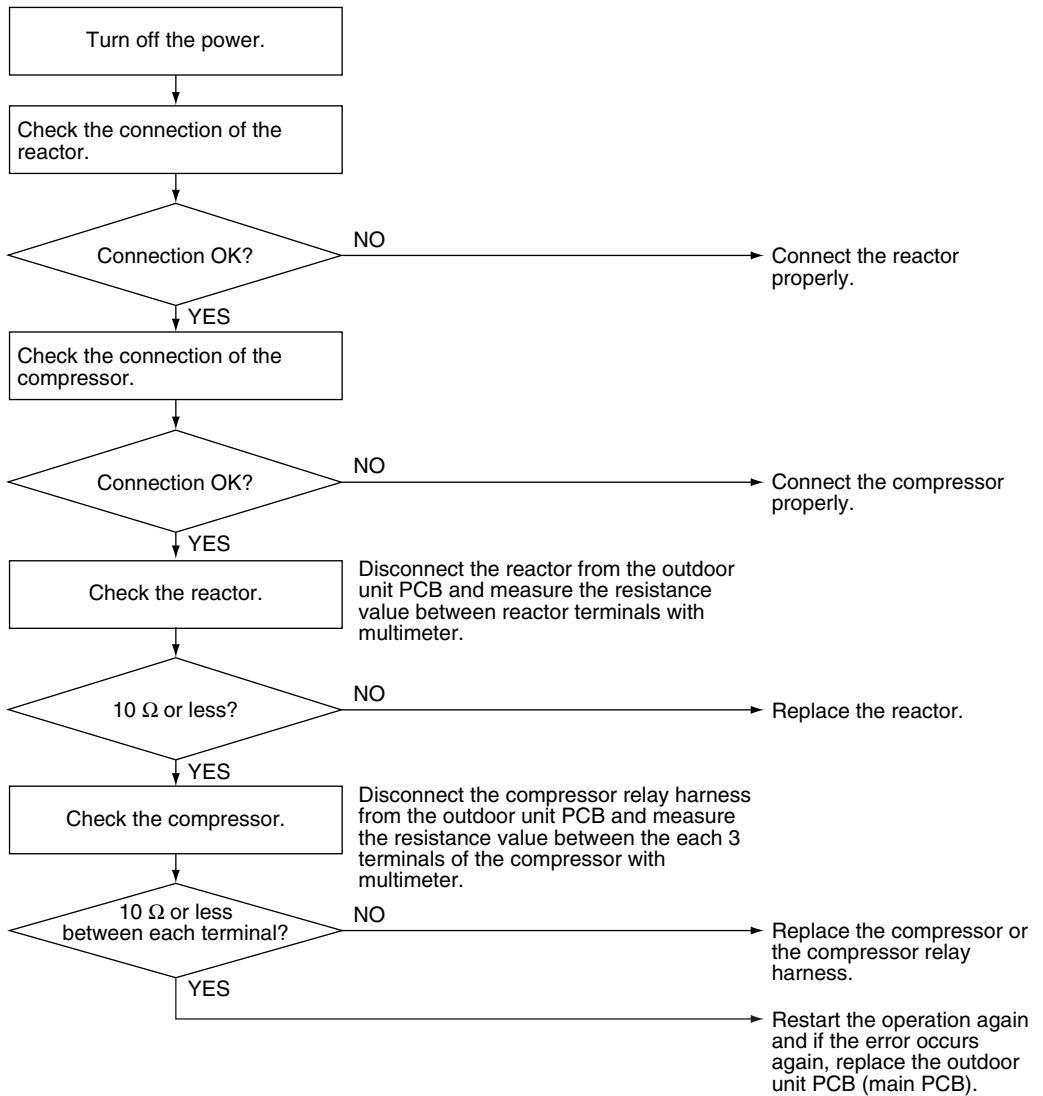 Turn off the power.
Check the connection of the
reactor.
Connection OK?
NO
Connect the reactor
properly.
YES
Check the connection of the
compressor.
Connection OK?
NO
Connect the compressor
properly.
YES
Check the reactor.
Disconnect the reactor from the outdoor
unit PCB and measure the resistance
value between reactor terminals with
multimeter.
10 Ω or less?
NO
Replace the reactor.
YES
Check the compressor.
Disconnect the compressor relay harness
from the outdoor unit PCB and measure
the resistance value between the each 3
terminals of the compressor with
multimeter.
10 Ω or less
between each terminal?
NO
Replace the compressor or
the compressor relay
harness.
YES
Restart the operation again
and if the error occurs
again, replace the outdoor
unit PCB (main PCB).